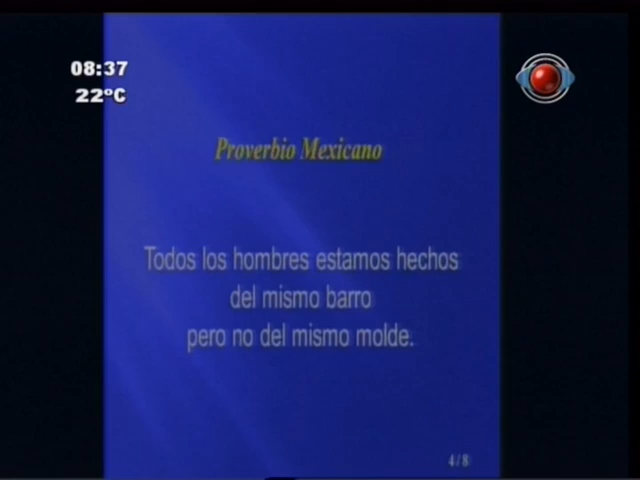 08:37
22°C
Proverbio Mexicano
Todos los hombres estamos hechos
del mismo barro
pero no del mismo molde.
4/8